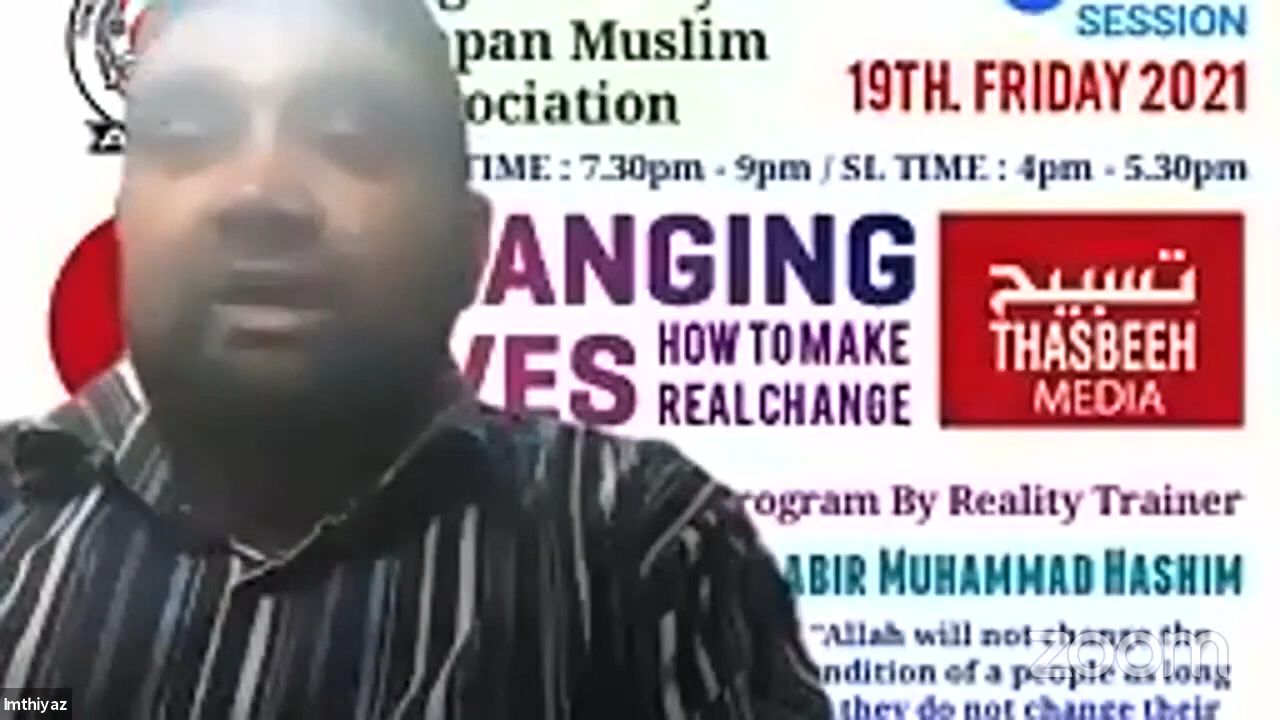 SESSION
pan Muslim
ociation
19TH. FRIDAY 2021
TIME : 7.30pm - 9pm / SL TIME : 4pm - 5.30pm
ANGING
HOW TO MAKE
REAL CHANGE
تسبيح
THASBEEH
MEDIA
rogram By Reality Trainer
ABIR MUHAMMAD HASHIM
"Allah will not change the
ndition of a people as long
they do not change their
zoom
Imthiyaz